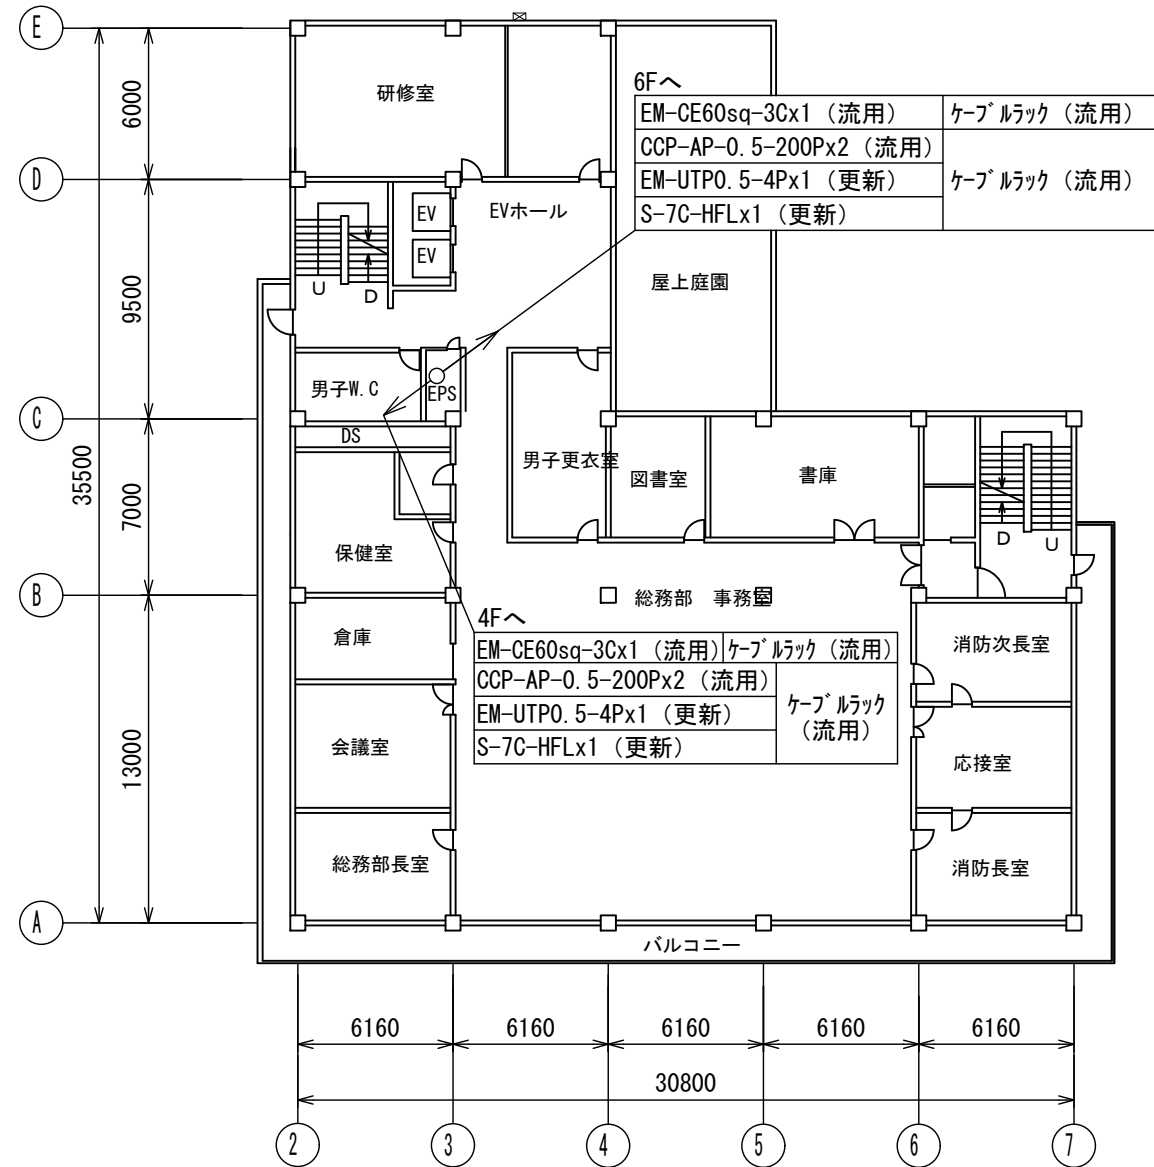 E
研修室
6Fへ
EM-CE60sq-3Cx1（流用） ケーブルラック（流用）
CCP-AP-0.5-200Px2（流用）
EM-UTP0.5-4Px1（更新） ケーブルラック（流用）
S-7C-HFLx1（更新）
6000
D
EV
EVホール
EV
屋上庭園
U
D
9500
男子W.C
EPS
C
DS
35500
男子更衣室
図書室
書庫
7000
D
U
保健室
B
総務部 事務室
倉庫
4Fへ
EM-CE60sq-3Cx1（流用） ケーブルラック（流用）
CCP-AP-0.5-200Px2（流用）
EM-UTP0.5-4Px1（更新） ケーブルラック
（流用）
S-7C-HFLx1（更新）
消防次長室
会議室
応接室
13000
総務部長室
消防長室
A
バルコニー
6160 6160 6160 6160 6160
30800
2 3 4 5 6 7